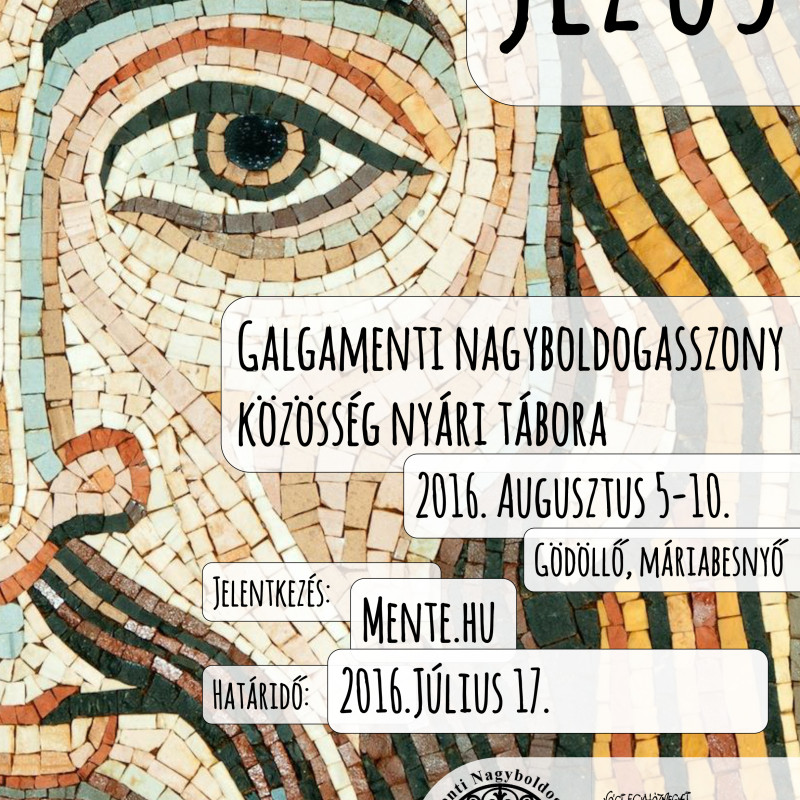 JÉZUS
GALGAMENTI NAGYBOLDOGASSZONY
KÖZÖSSÉG NYÁRI TÁBORA
2016. AUGUSZTUS 5-10.
GÖDÖLLŐ, MÁRIABESNYŐ
JELENTKEZÉS:
MENTE.HU
HATÁRIDŐ:
2016.JÚLIUS 17.